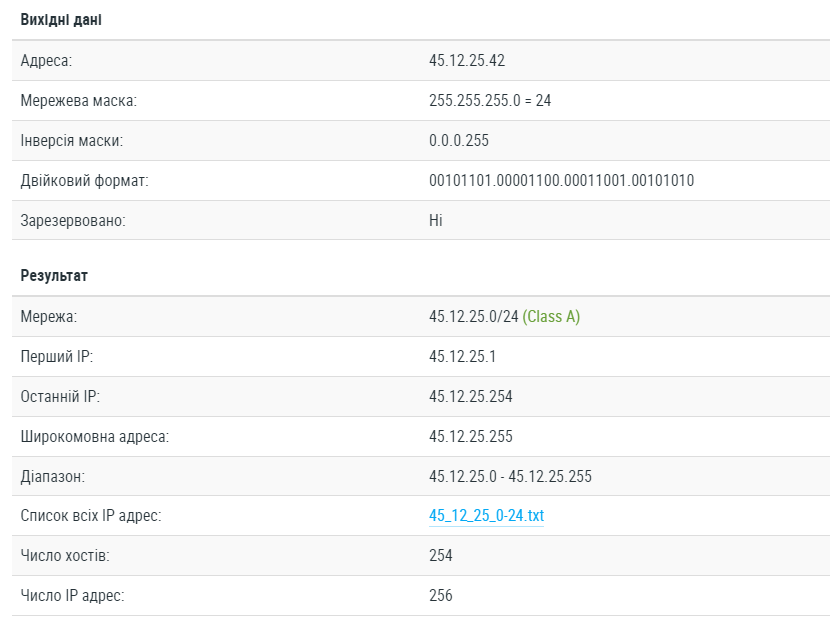 Вихідні дані
Адреса: 45.12.25.42
Мережева маска: 255.255.255.0 = 24
Інверсія маски: 0.0.0.255
Двійковий формат: 00101101.00001100.00011001.00101010
Зарезервовано: Ні
Результат
Мережа: 45.12.25.0/24 (Class A)
Перший IP: 45.12.25.1
Останній IP: 45.12.25.254
Широкомовна адреса: 45.12.25.255
Діапазон: 45.12.25.0 - 45.12.25.255
Список всіх IP адрес: 45_12_25_0-24.txt
Число хостів: 254
Число IP адрес: 256